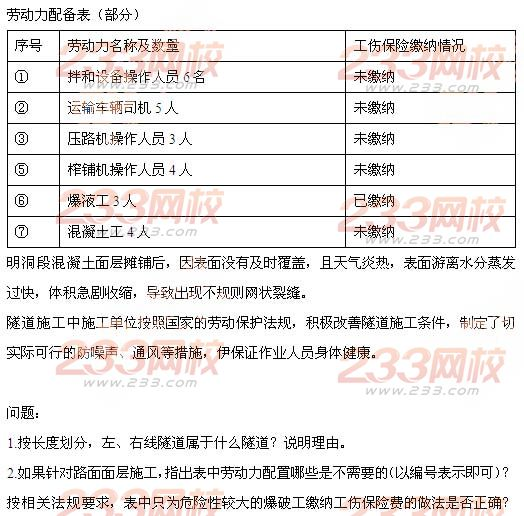 劳动力配备表（部分）
序号 劳动力名称及数量 工伤保险缴纳情况
① 拌和设备操作人员 6 名 未缴纳
② 运输车辆司机 5 人 未缴纳
③ 压路机操作人员 3 人 未缴纳
⑤ 榨铺机操作人员 4 人 未缴纳
⑥ 爆液工 3 人 已缴纳
⑦ 混凝土工 4 人 未缴纳
明洞段混凝土面层摊铺后，因表面没有及时覆盖，且天气炎热，表面游离水分蒸发
过快，体积急剧收缩，导致出现不规则网状裂缝。
隧道施工中施工单位按照国家的劳动保护法规，积极改善隧道施工条件，制定了切
实际可行的防噪声、通风等措施，伊保证作业人员身体健康。
问题：
1.按长度划分，左、右线隧道属于什么隧道？说明理由。
2.如果针对路面面层施工，指出表中劳动力配置哪些是不需要的（以编号表示即可）？
按相关法规要求，表中只为危险性较大的爆破工缴纳工伤保险费的做法是否正确？
233网校
www.233.com